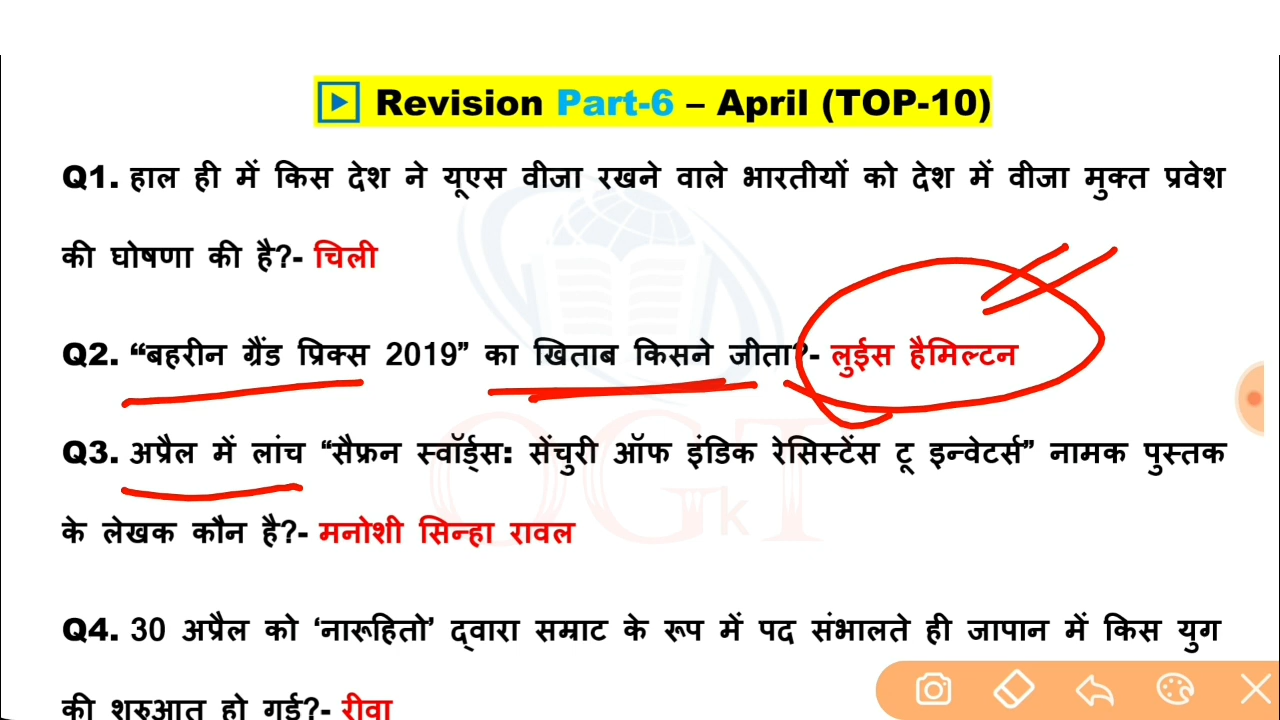 Revision Part-6 – April (TOP-10)
Q1. हाल ही में किस देश ने यूएस वीजा रखने वाले भारतीयों को देश में वीजा मुक्त प्रवेश
की घोषणा की है?- चिली
Q2. “बहरीन ग्रैंड प्रिक्स 2019” का खिताब किसने जीता?- लुईस हैमिल्टन
Q3. अप्रैल में लांच “सैफ्रन स्वॉर्ड्स: सेंचुरी ऑफ इंडिक रेसिस्टेंस टू इन्वेटर्स” नामक पुस्तक
के लेखक कौन है?- मनोशी सिन्हा रावल
Q4. 30 अप्रैल को ‘नारूहितो’ द्वारा सम्राट के रूप में पद संभालते ही जापान में किस युग
की शुरुआत हो गई?- रीवा
OGT
k